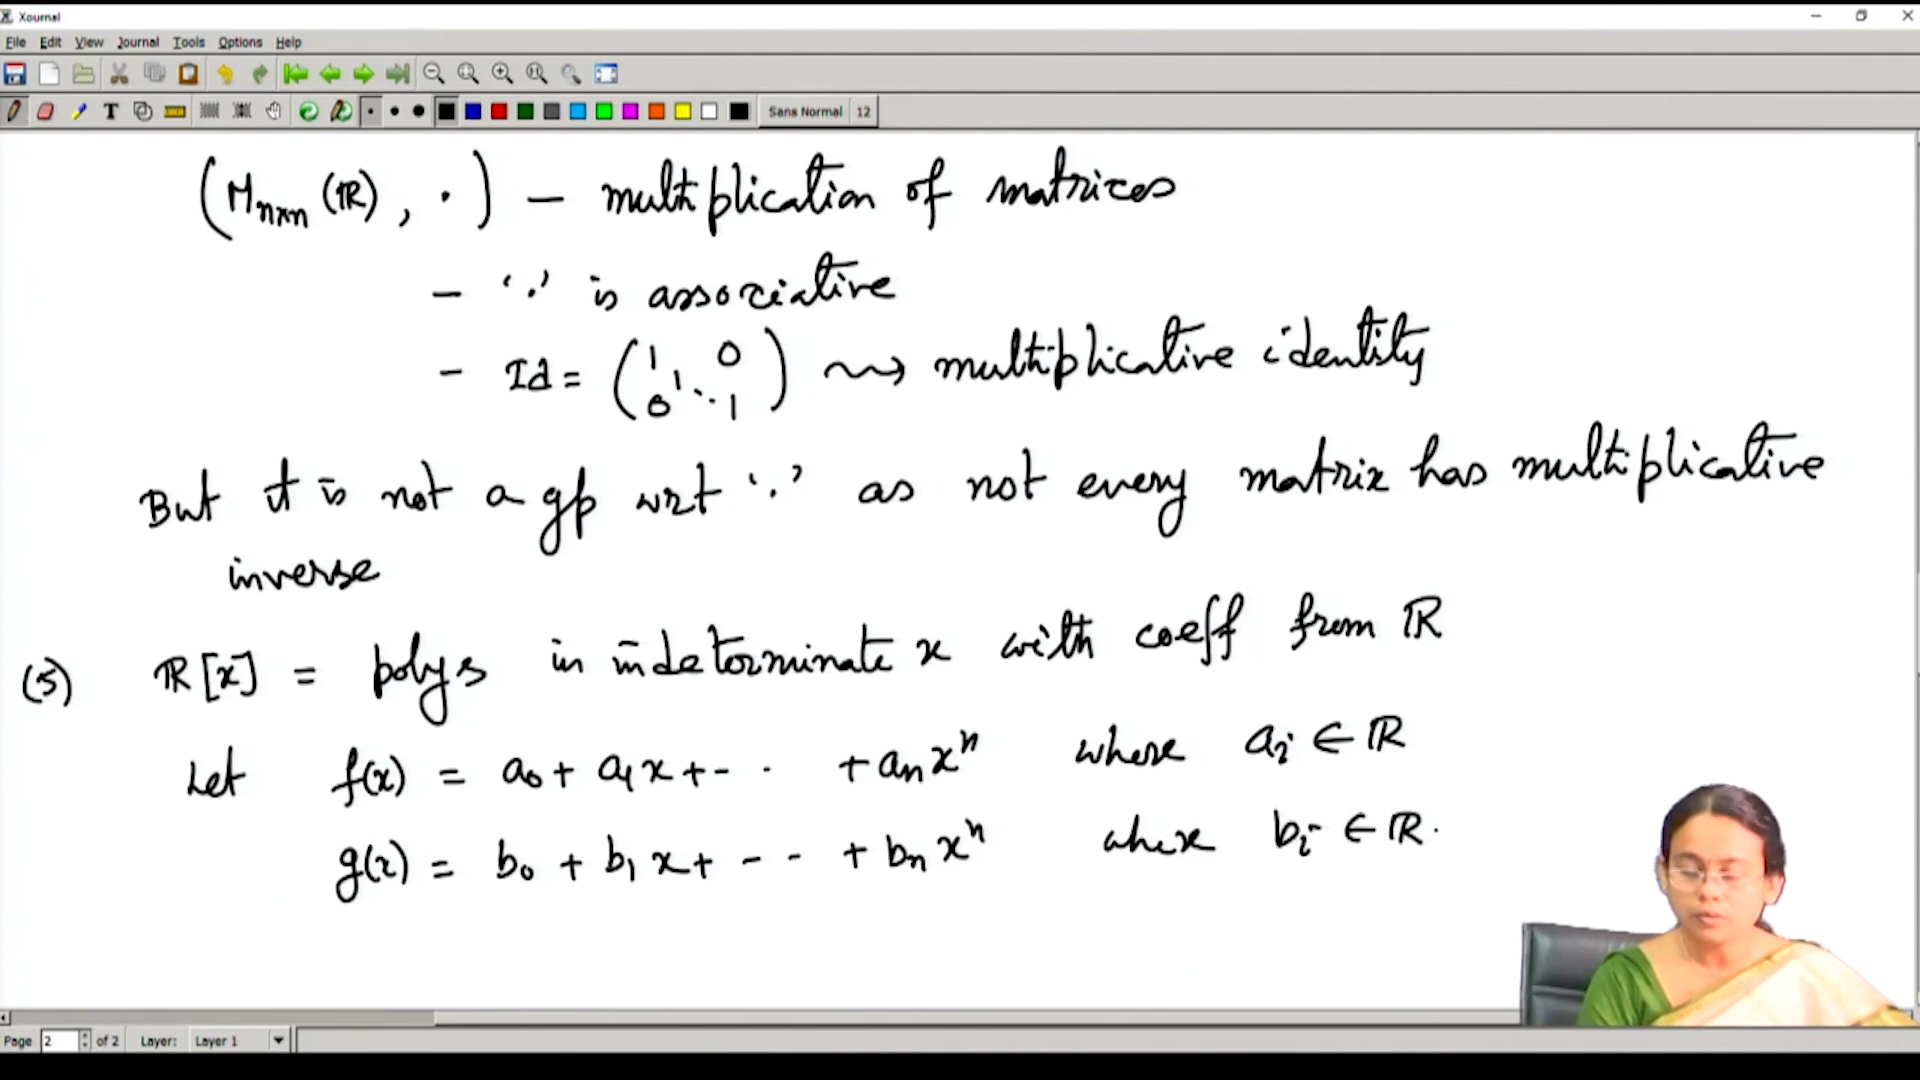 Xournal
File Edit View Journal Tools Options Help
Sans Normal 12
(M_{n×n}(ℝ), ·) – multiplication of matrices
– '·' is associative
– Id = (1 0 1 0 ⋱ 1) ⇝ multiplicative identity
But it is not a gp wrt '·' as not every matrix has multiplicative
inverse
(5) ℝ[x] = polys in indeterminate x with coeff from ℝ
Let f(x) = a₀ + a₁x + - · · + aₙxⁿ where aᵢ ∈ ℝ
g(x) = b₀ + b₁x + - - - + bₙxⁿ where bᵢ ∈ ℝ.
Page 2 of 2 Layer: Layer 1